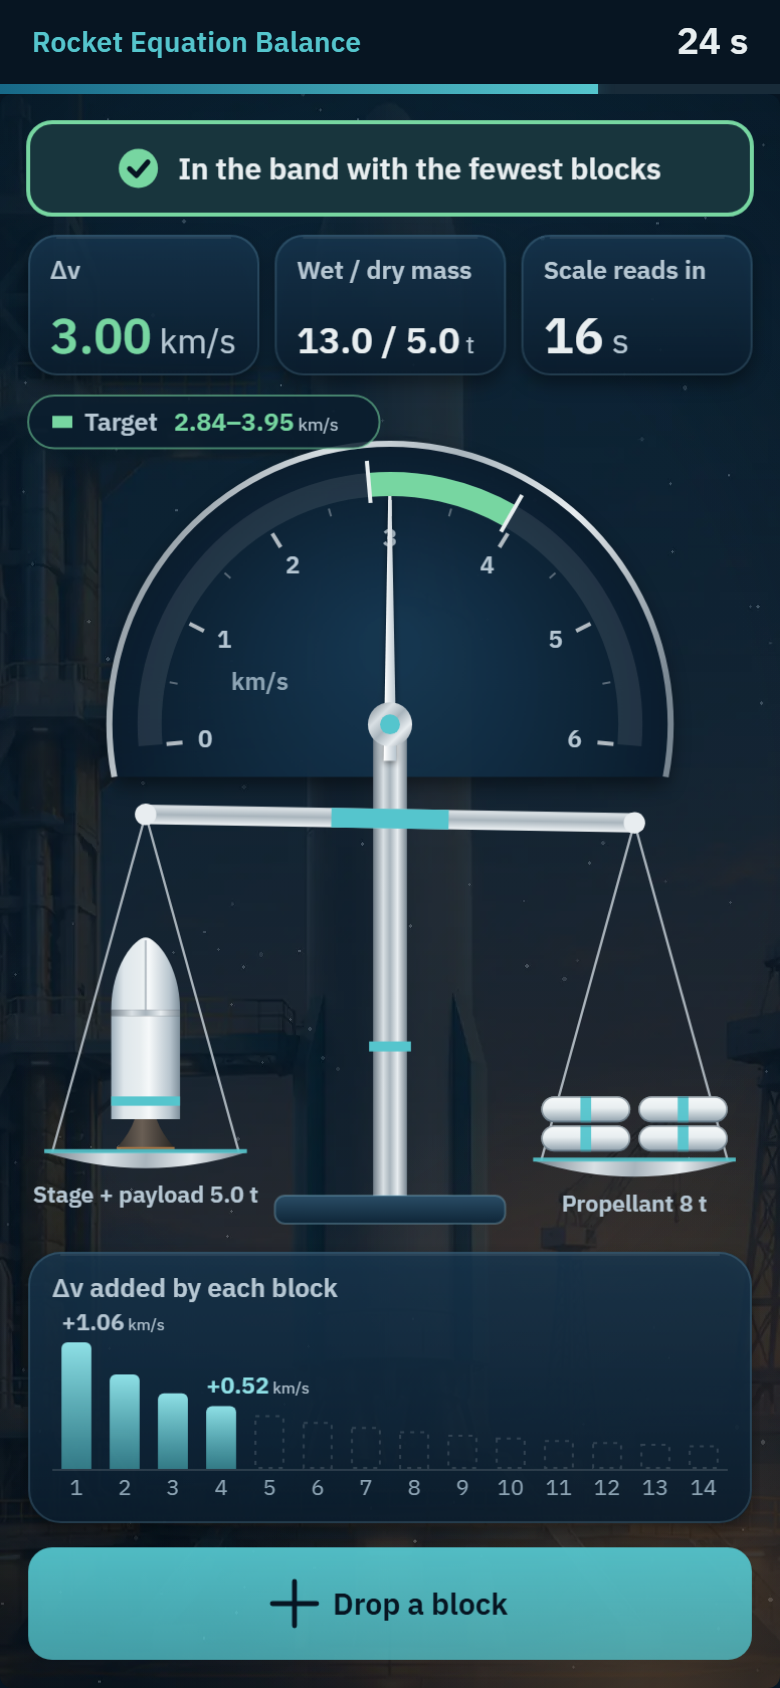 Rocket Equation Balance 24 s
In the band with the fewest blocks
Δv Wet / dry mass Scale reads in
3.00 km/s 13.0 / 5.0 t 16 s
Target 2.84–3.95 km/s
3
2 4
1 5
km/s
0 6
Stage + payload 5.0 t Propellant 8 t
Δv added by each block
+1.06 km/s
+0.52 km/s
1 2 3 4 5 6 7 8 9 10 11 12 13 14
Drop a block